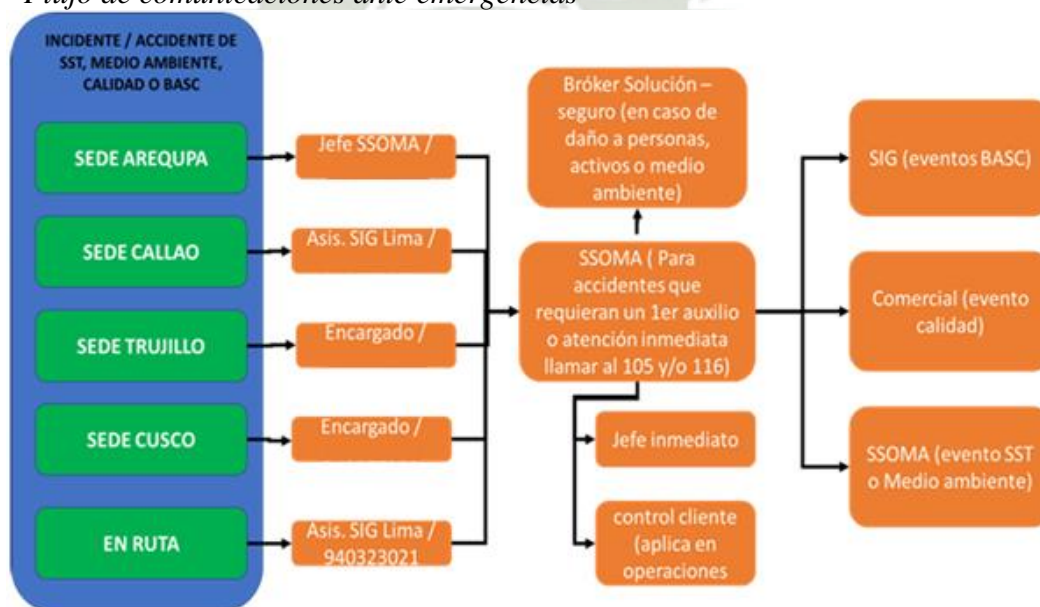 Flujo de comunicaciones ante emergencias
INCIDENTE / ACCIDENTE DE
SST, MEDIO AMBIENTE,
CALIDAD O BASC
SEDE AREQUPA
Jefe SSOMA /
SEDE CALLAO
Asis. SIG Lima /
SEDE TRUJILLO
Encargado /
SEDE CUSCO
Encargado /
EN RUTA
Asis. SIG Lima /
940323021
Bróker Solución –
seguro (en caso de
daño a personas,
activos o medio
ambiente)
SSOMA ( Para
accidentes que
requieran un 1er auxilio
o atención inmediata
llamar al 105 y/o 116)
Jefe inmediato
control cliente
(aplica en
operaciones
SIG (eventos BASC)
Comercial (evento
calidad)
SSOMA (evento SST
o Medio ambiente)